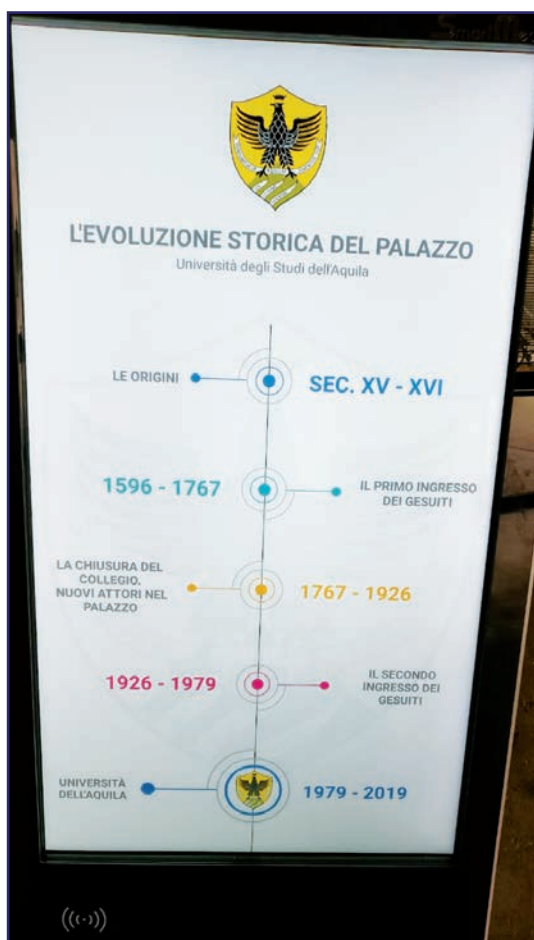 L'EVOLUZIONE STORICA DEL PALAZZO
Università degli Studi dell'Aquila
LE ORIGINI
SEC. XV - XVI
1596 - 1767
IL PRIMO INGRESSO
DEI GESUITI
LA CHIUSURA DEL
COLLEGIO.
NUOVI ATTORI NEL
PALAZZO
1767 - 1926
1926 - 1979
IL SECONDO
INGRESSO DEI
GESUITI
UNIVERSITÀ
DELL'AQUILA
1979 - 2019